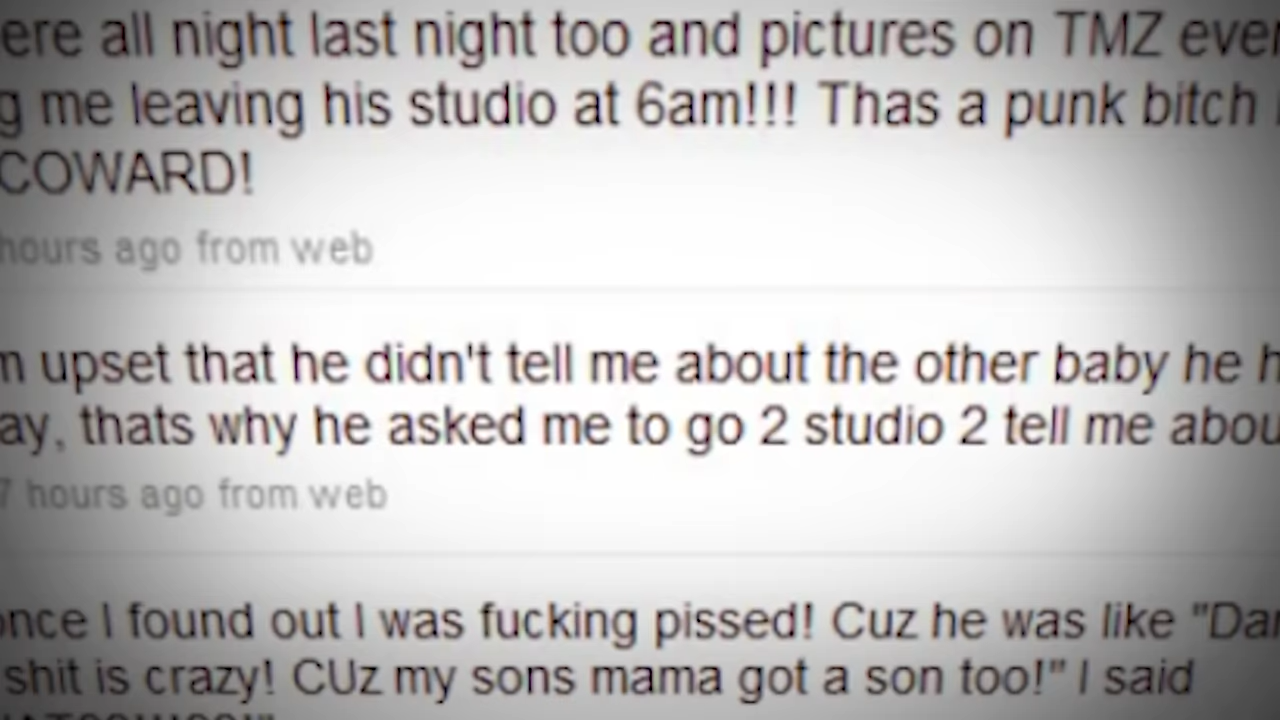 ere all night last night too and pictures on TMZ ever
g me leaving his studio at 6am!!! Thas a punk bitch
COWARD!
hours ago from web
m upset that he didn't tell me about the other baby he h
ay, thats why he asked me to go 2 studio 2 tell me abou
7 hours ago from web
once I found out I was fucking pissed! Cuz he was like "Da
shit is crazy! CUz my sons mama got a son too!" I said